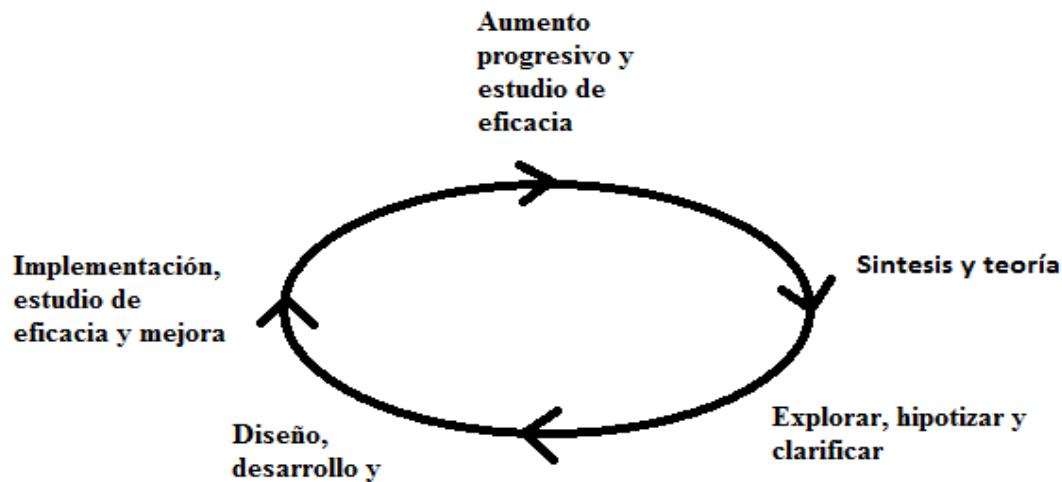 Aumento
progresivo y
estudio de
eficacia
Sintesis y teoría
Explorar, hipotizar y
clarificar
Diseño,
desarrollo y
Implementación,
estudio de
eficacia y mejora